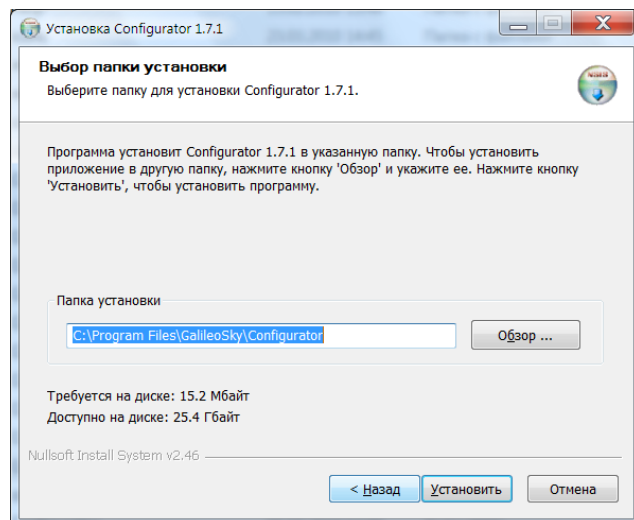 Установка Configurator 1.7.1
Выбор папки установки
Выберите папку для установки Configurator 1.7.1.
Программа установит Configurator 1.7.1 в указанную папку. Чтобы установить
приложение в другую папку, нажмите кнопку 'Обзор' и укажите ее. Нажмите кнопку
'Установить', чтобы установить программу.
Папка установки
C:\Program Files\GalileoSky\Configurator
Обзор ...
Требуется на диске: 15.2 Мбайт
Доступно на диске: 25.4 Гбайт
Nullsoft Install System v2.46
< Назад
Установить
Отмена